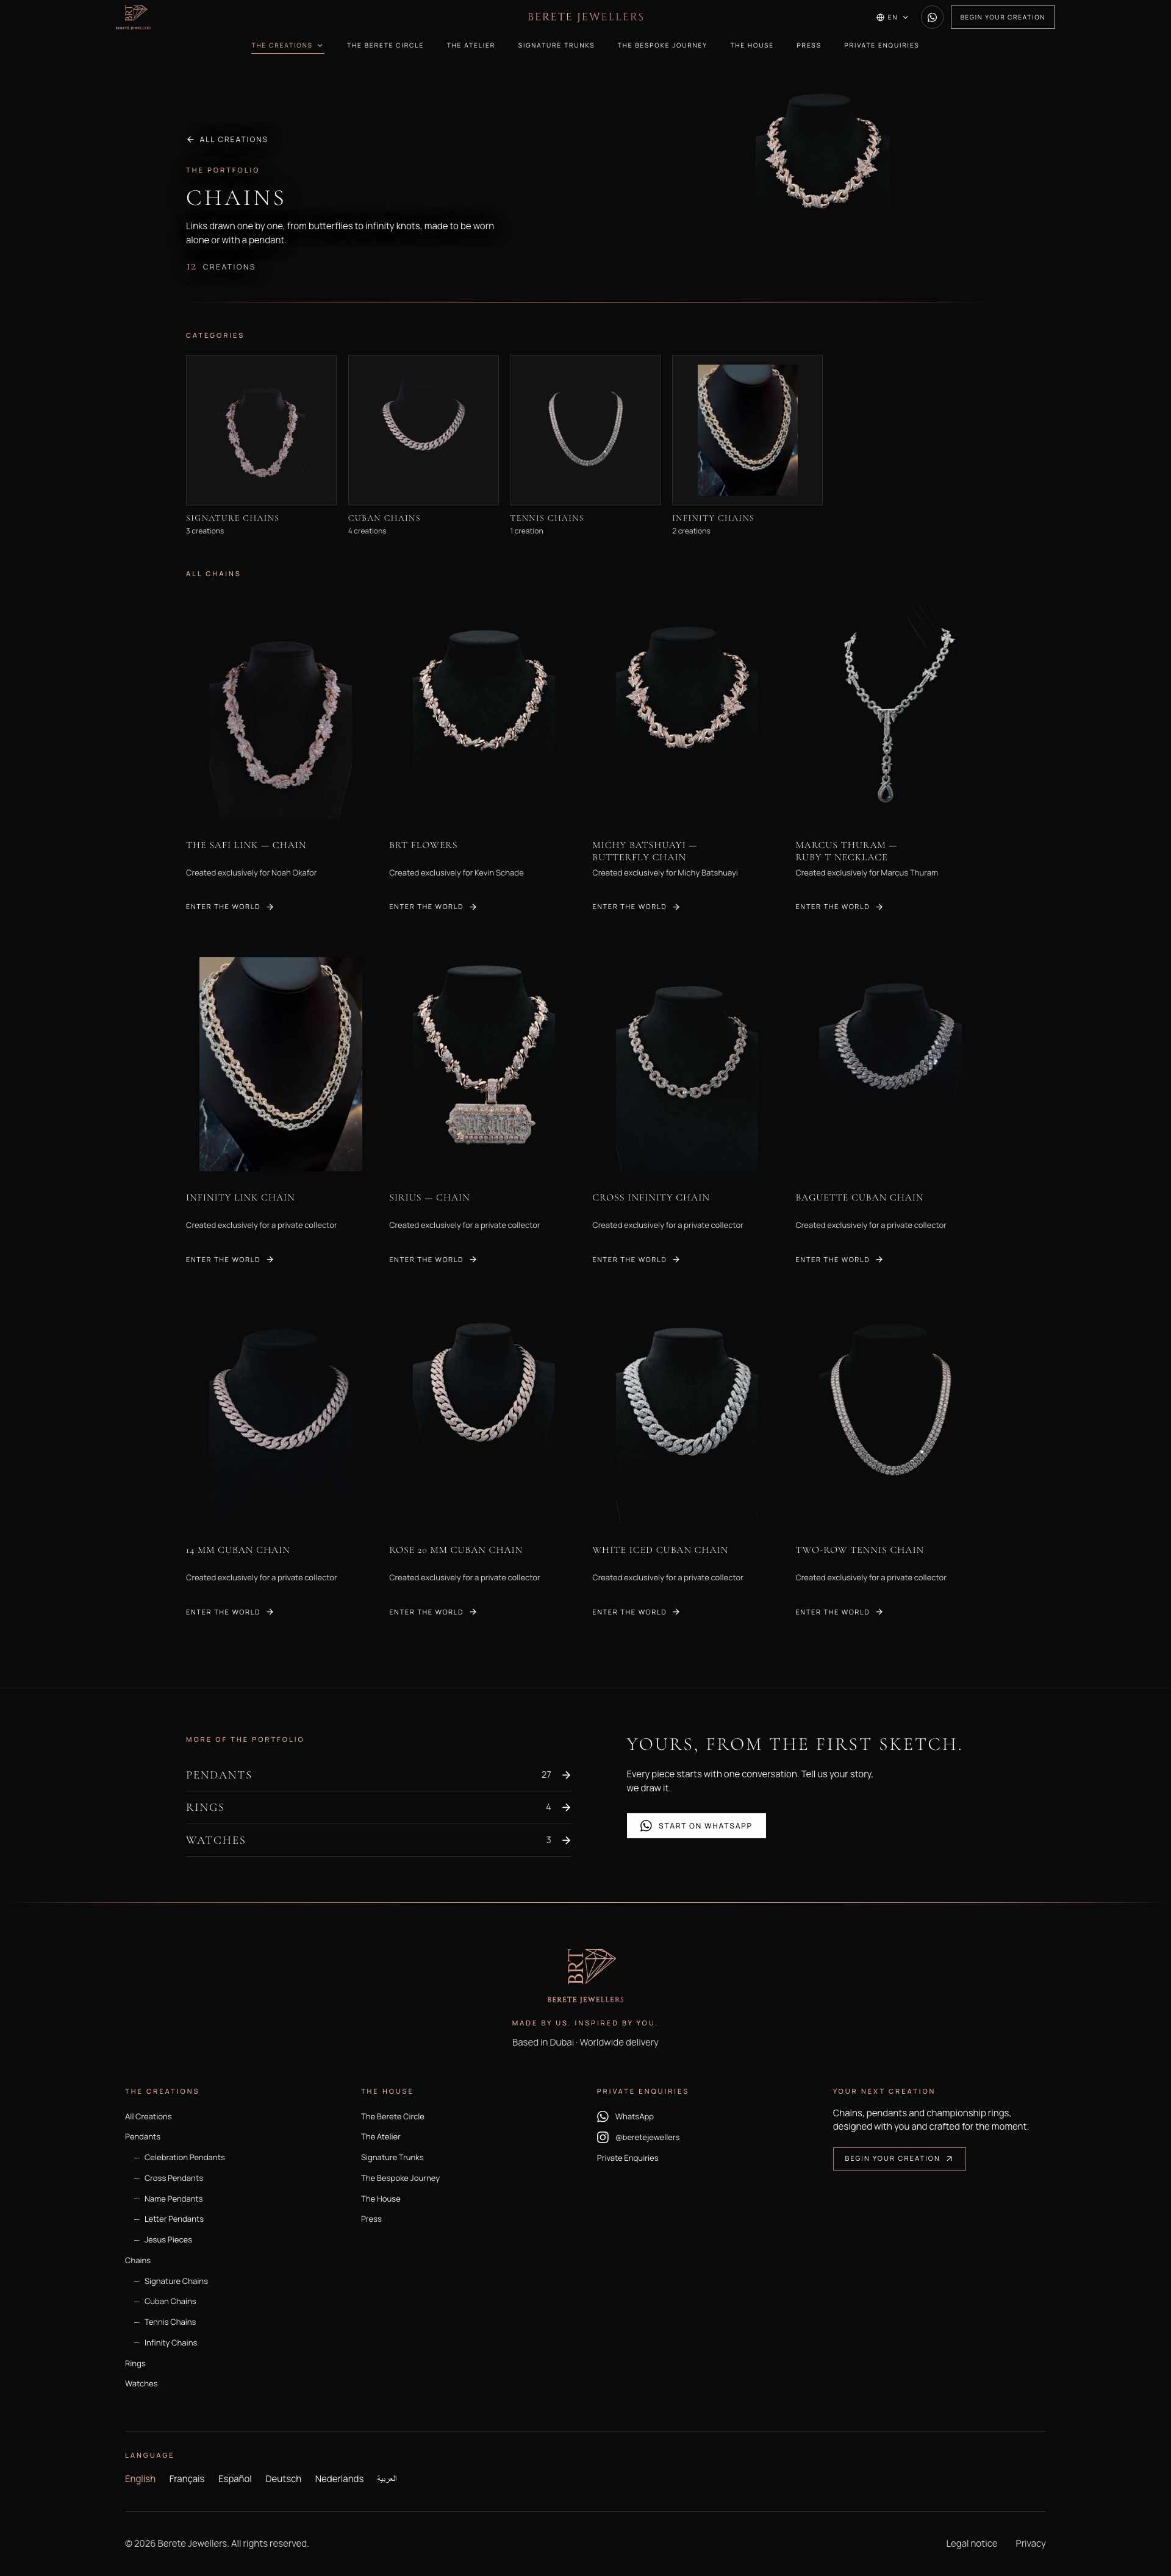 BRT
BERETE JEWELLERS
BERETE JEWELLERS
EN
BEGIN YOUR CREATION
THE CREATIONS
THE BERETE CIRCLE
THE ATELIER
SIGNATURE TRUNKS
THE BESPOKE JOURNEY
THE HOUSE
PRESS
PRIVATE ENQUIRIES
ALL CREATIONS
THE PORTFOLIO
CHAINS
Links drawn one by one, from butterflies to infinity knots, made to be worn
alone or with a pendant.
12 CREATIONS
CATEGORIES
SIGNATURE CHAINS
3 creations
CUBAN CHAINS
4 creations
TENNIS CHAINS
1 creation
INFINITY CHAINS
2 creations
ALL CHAINS
THE SAFI LINK — CHAIN
Created exclusively for Noah Okafor
ENTER THE WORLD
BRT FLOWERS
Created exclusively for Kevin Schade
ENTER THE WORLD
MICHY BATSHUAYI —
BUTTERFLY CHAIN
Created exclusively for Michy Batshuayi
ENTER THE WORLD
MARCUS THURAM —
RUBY T NECKLACE
Created exclusively for Marcus Thuram
ENTER THE WORLD
INFINITY LINK CHAIN
Created exclusively for a private collector
ENTER THE WORLD
SIRIUS — CHAIN
Created exclusively for a private collector
ENTER THE WORLD
CROSS INFINITY CHAIN
Created exclusively for a private collector
ENTER THE WORLD
BAGUETTE CUBAN CHAIN
Created exclusively for a private collector
ENTER THE WORLD
14 MM CUBAN CHAIN
Created exclusively for a private collector
ENTER THE WORLD
ROSE 20 MM CUBAN CHAIN
Created exclusively for a private collector
ENTER THE WORLD
WHITE ICED CUBAN CHAIN
Created exclusively for a private collector
ENTER THE WORLD
TWO-ROW TENNIS CHAIN
Created exclusively for a private collector
ENTER THE WORLD
MORE OF THE PORTFOLIO
PENDANTS 27
RINGS 4
WATCHES 3
YOURS, FROM THE FIRST SKETCH.
Every piece starts with one conversation. Tell us your story,
we draw it.
START ON WHATSAPP
BRT
BERETE JEWELLERS
MADE BY US. INSPIRED BY YOU.
Based in Dubai · Worldwide delivery
THE CREATIONS
All Creations
Pendants
— Celebration Pendants
— Cross Pendants
— Name Pendants
— Letter Pendants
— Jesus Pieces
Chains
— Signature Chains
— Cuban Chains
— Tennis Chains
— Infinity Chains
Rings
Watches
THE HOUSE
The Berete Circle
The Atelier
Signature Trunks
The Bespoke Journey
The House
Press
PRIVATE ENQUIRIES
WhatsApp
@beretejewellers
Private Enquiries
YOUR NEXT CREATION
Chains, pendants and championship rings,
designed with you and crafted for the moment.
BEGIN YOUR CREATION
LANGUAGE
English Français Español Deutsch Nederlands العربية
© 2026 Berete Jewellers. All rights reserved.
Legal notice Privacy